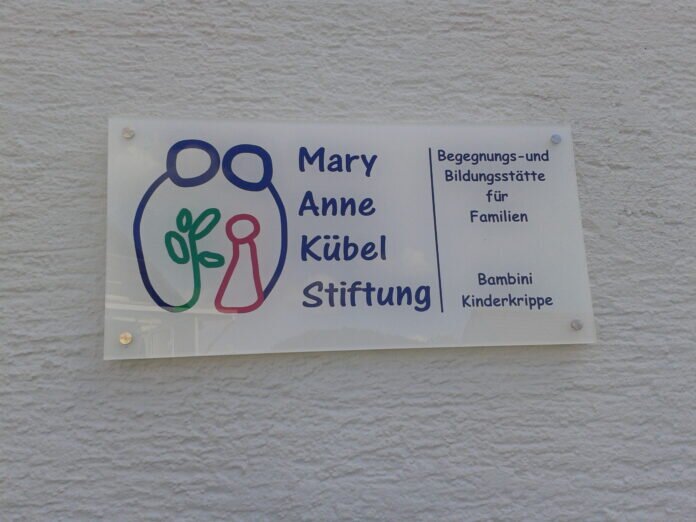 Mary
Anne
Kübel
Stiftung
Begegnungs-und
Bildungsstätte
für
Familien
Bambini
Kinderkrippe